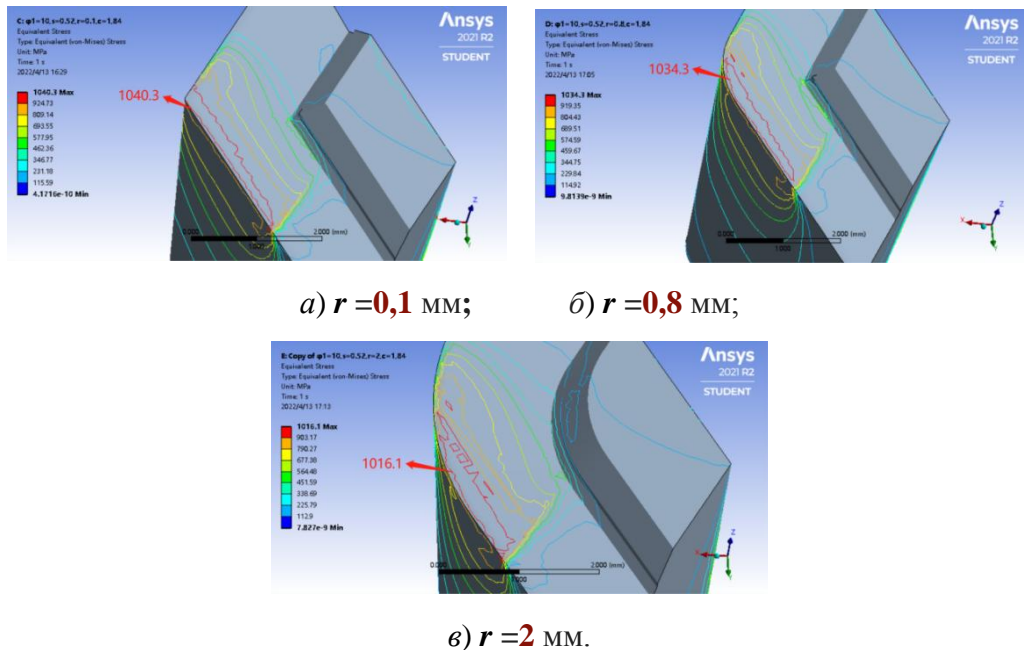 C: φ1=10,s=0.52,r=0.1,c=1,84
Equivalent Stress
Type: Equivalent (von-Mises) Stress
Unit: MPa
Time: 1 s
2022/4/13 16:29
1040.3 Max
924.73
809.14
693.55
577.95
462.36
346.77
231.18
115.59
4.1716e-10 Min
1040.3
Ansys
2021 R2
STUDENT
0.000
2.000 (mm)
1.000
Z
D: φ1=10,s=0.52,r=0.8,c=1,84
Equivalent Stress
Type: Equivalent (von-Mises) Stress
Unit: MPa
Time: 1 s
2022/4/13 17:05
1034.3 Max
919.35
804.43
689.51
574.59
459.67
344.75
229.84
114.92
9.8139e-9 Min
1034.3
Ansys
2021 R2
STUDENT
0.000
2.000 (mm)
1.000
X
Z
Y
а) r =0,1 мм; б) r =0,8 мм;
E: Copy of φ1=10,s=0.52,r=2,c=1,84
Equivalent Stress
Type: Equivalent (von-Mises) Stress
Unit: MPa
Time: 1 s
2022/4/13 17:13
1016.1 Max
903.17
790.27
677.38
564.48
451.59
338.69
225.79
112.9
7.827e-9 Min
1016.1
Ansys
2021 R2
STUDENT
0.000
2.000 (mm)
1.000
X
Z
в) r =2 мм.